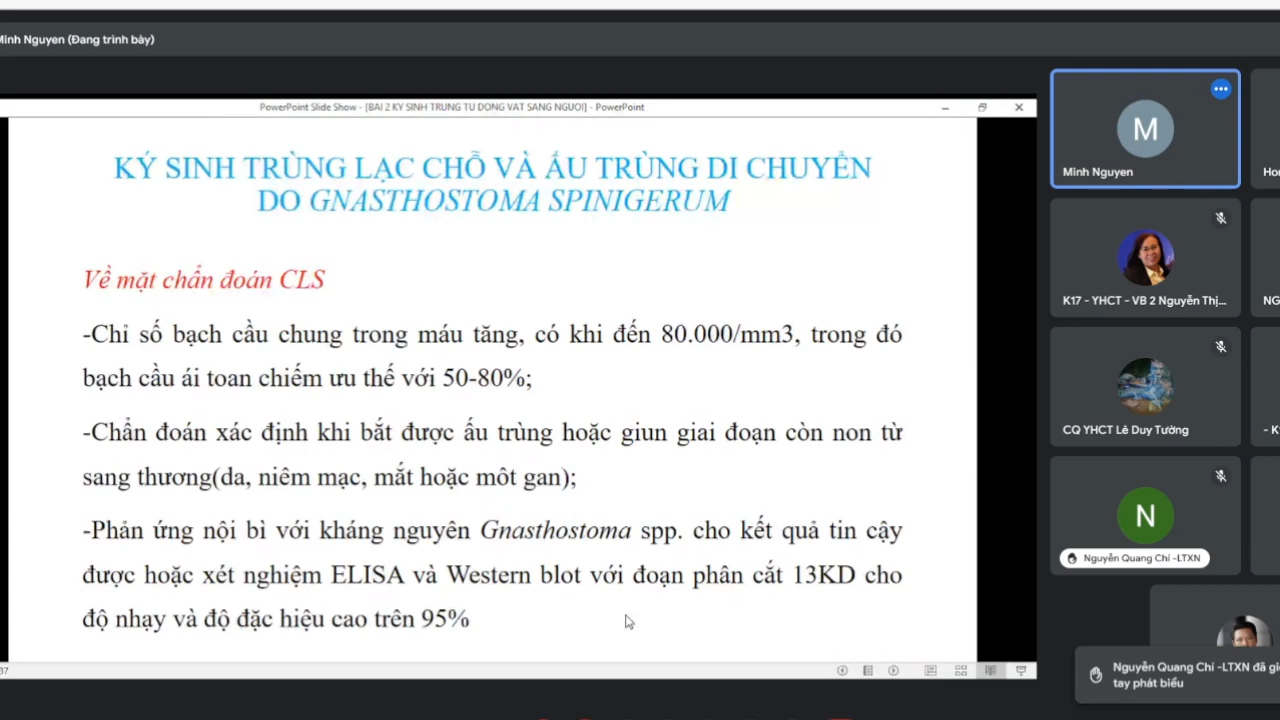 Minh Nguyen (Đang trình bày)
PowerPoint Slide Show - [BAI 2 KY SINH TRUNG TU DONG VAT SANG NGUOI] - PowerPoint
KÝ SINH TRÙNG LẠC CHỖ VÀ ẤU TRÙNG DI CHUYỂN
DO GNASTHOSTOMA SPINIGERUM
Về mặt chẩn đoán CLS
-Chỉ số bạch cầu chung trong máu tăng, có khi đến 80.000/mm3, trong đó
bạch cầu ái toan chiếm ưu thế với 50-80%;
-Chẩn đoán xác định khi bắt được ấu trùng hoặc giun giai đoạn còn non từ
sang thương(da, niêm mạc, mắt hoặc môt gan);
-Phản ứng nội bì với kháng nguyên Gnasthostoma spp. cho kết quả tin cậy
được hoặc xét nghiệm ELISA và Western blot với đoạn phân cắt 13KD cho
độ nhạy và độ đặc hiệu cao trên 95%
M
Minh Nguyen
K17 - YHCT - VB 2 Nguyễn Thị...
NG
CQ YHCT Lê Duy Tường
- K
N
Nguyễn Quang Chí -LTXN
Nguyễn Quang Chí -LTXN đã
tay phát biểu